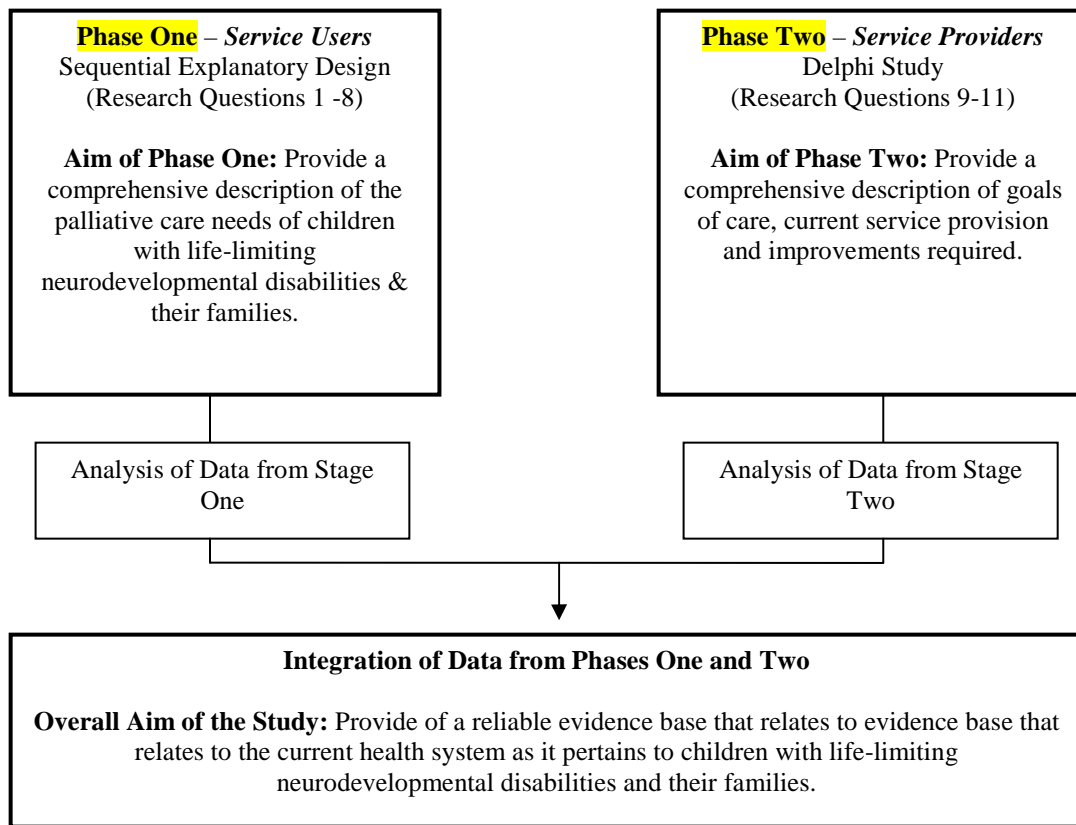 Phase One – Service Users
Sequential Explanatory Design
(Research Questions 1 -8)
Aim of Phase One: Provide a
comprehensive description of the
palliative care needs of children
with life-limiting
neurodevelopmental disabilities &
their families.
Phase Two – Service Providers
Delphi Study
(Research Questions 9-11)
Aim of Phase Two: Provide a
comprehensive description of goals
of care, current service provision
and improvements required.
Analysis of Data from Stage
One
Analysis of Data from Stage
Two
Integration of Data from Phases One and Two
Overall Aim of the Study: Provide of a reliable evidence base that relates to evidence base that
relates to the current health system as it pertains to children with life-limiting
neurodevelopmental disabilities and their families.